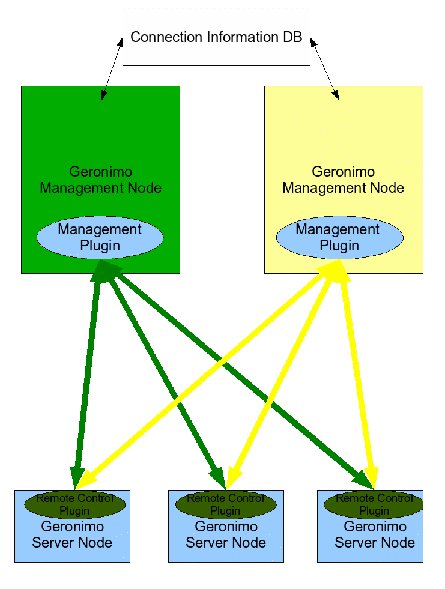 Connection Information DB
Geronimo
Management Node
Geronimo
Management Node
Management
Plugin
Management
Plugin
Remote Control
Plugin
Remote Control
Plugin
Remote Control
Plugin
Geronimo
Server Node
Geronimo
Server Node
Geronimo
Server Node